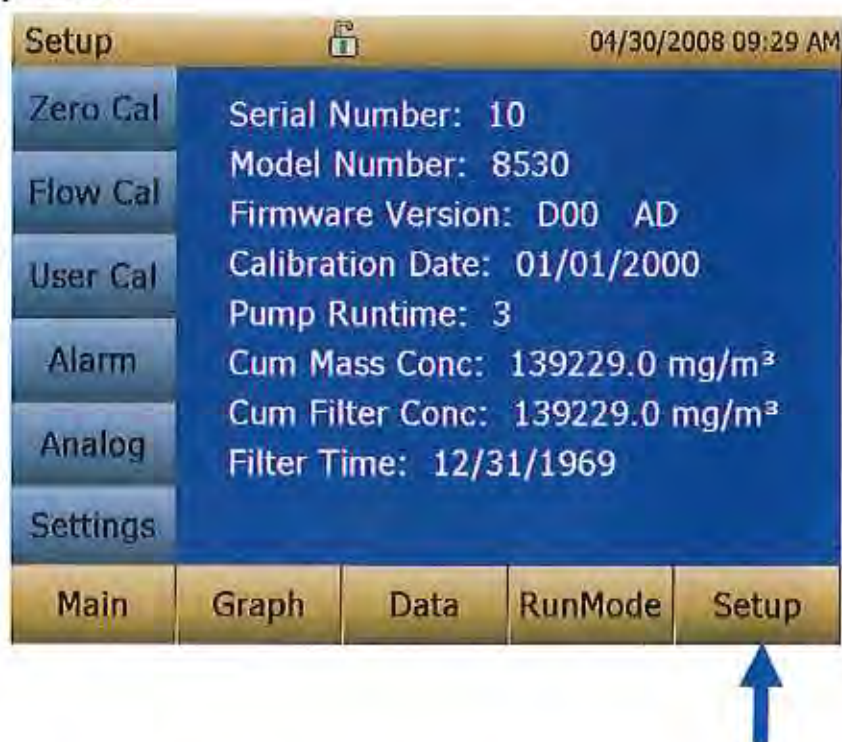 Setup 04/30/2008 09:29 AM
Zero Cal
Flow Cal
User Cal
Alarm
Analog
Settings
Serial Number: 10
Model Number: 8530
Firmware Version: D00 AD
Calibration Date: 01/01/2000
Pump Runtime: 3
Cum Mass Conc: 139229.0 mg/m³
Cum Filter Conc: 139229.0 mg/m³
Filter Time: 12/31/1969
Main Graph Data RunMode Setup